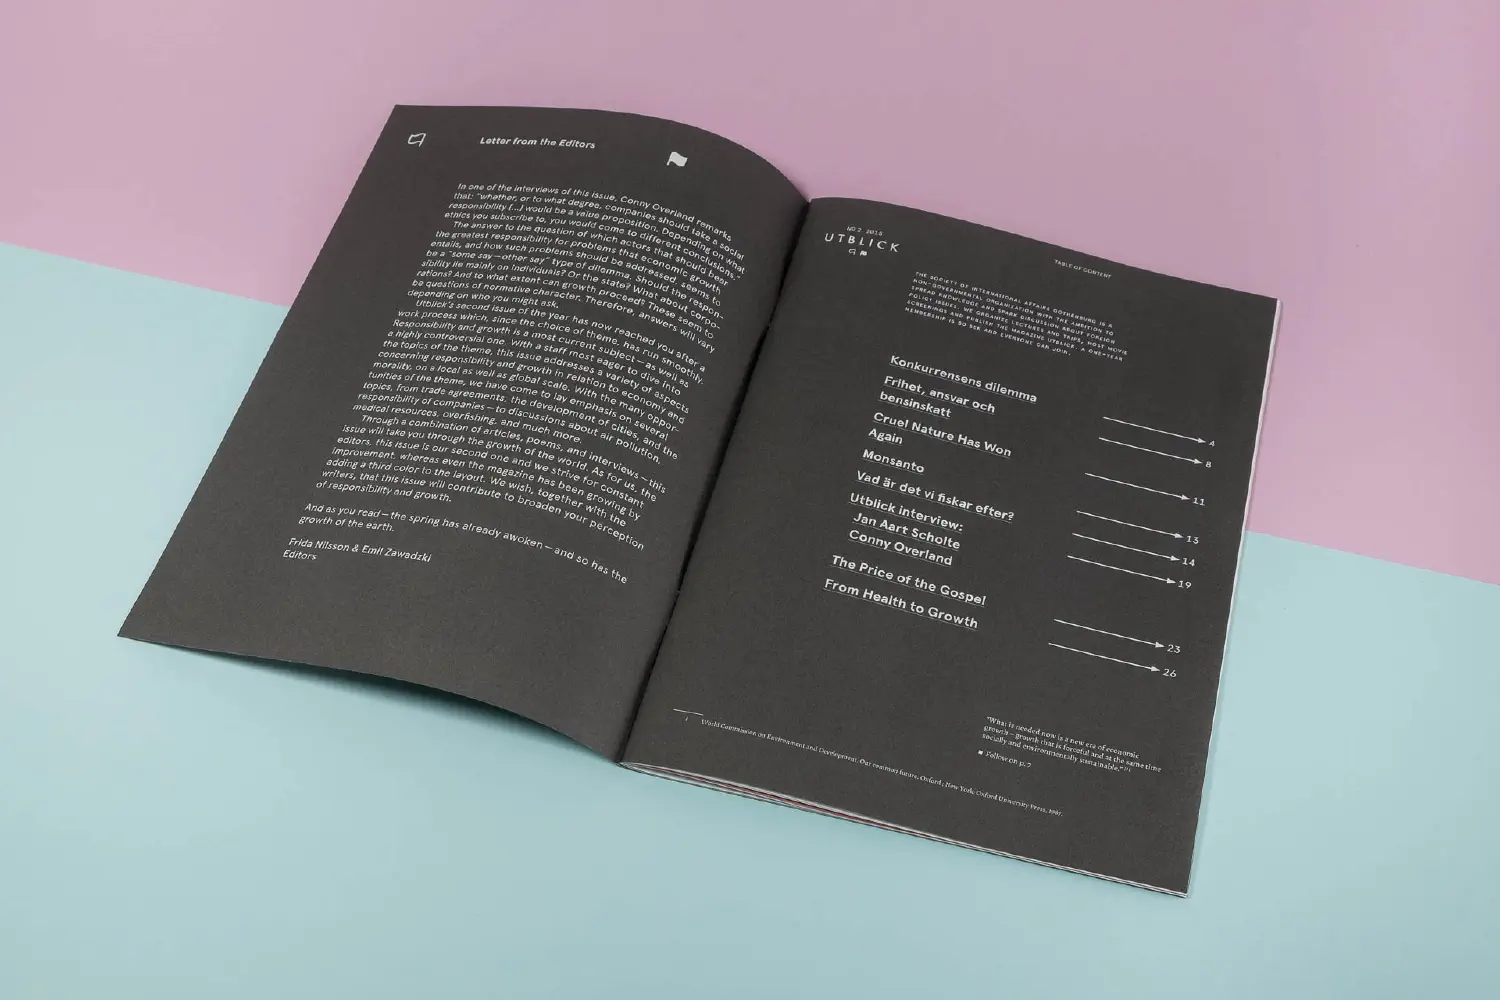 Letter from the Editors
In one of the interviews of this issue, Conny Overland remarks
that: "whether, or to what degree, companies should take a social
responsibility [...] would be a value proposition. Depending on what
ethics you subscribe to, you would come to different conclusions."
The answer to the question of which actors that should bear
the greatest responsibility for problems that economic growth
entails, and how such problems should be addressed, seems to
be a "some say – other say" type of dilemma. Should the respon-
sibility lie mainly on individuals? Or the state? What about corpo-
rations? And to what extent can growth proceed? These seem to
be questions of normative character. Therefore, answers will vary
depending on who you might ask.
Utblick's second issue of the year has now reached you after a
work process which, since the choice of theme, has run smoothly.
Responsibility and growth is a most current subject – as well as
a highly controversial one. With a staff most eager to dive into
the topics of the theme, this issue addresses a variety of aspects
concerning responsibility and growth in relation to economy and
morality, on a local as well as global scale. With the many oppor-
tunities of the theme, we have come to lay emphasis on several
topics, from trade agreements, the development of cities, and the
responsibility of companies – to discussions about air pollution,
medical resources, overfishing, and much more.
Through a combination of articles, poems, and interviews – this
issue will take you through the growth of the world. As for us, the
editors, this issue is our second one and we strive for constant
improvement, whereas even the magazine has been growing by
adding a third color to the layout. We wish, together with the
writers, that this issue will contribute to broaden your perception
of responsibility and growth.
And as you read – the spring has already awoken – and so has the
growth of the earth.
Frida Nilsson & Emil Zawadzki
Editors
NO 2 2014
UTBLICK
TABLE OF CONTENT
THE SOCIETY OF INTERNATIONAL AFFAIRS GOTHENBURG IS A
NON-GOVERNMENTAL ORGANIZATION WITH THE AMBITION TO
SPREAD KNOWLEDGE AND SPARK DISCUSSION ABOUT FOREIGN
POLICY ISSUES. WE ORGANIZE LECTURES AND TRIPS, HOST MOVIE
SCREENINGS AND PUBLISH THE MAGAZINE UTBLICK. A ONE-YEAR
MEMBERSHIP IS 80 SEK AND EVERYONE CAN JOIN.
Konkurrensens dilemma 4
Frihet, ansvar och
bensinskatt 8
Cruel Nature Has Won
Again 11
Monsanto 13
Vad är det vi fiskar efter? 14
Utblick interview: 19
Jan Aart Scholte
Conny Overland
The Price of the Gospel 23
From Health to Growth 26
"What is needed now is a new era of economic
growth – growth that is forceful and at the same time
socially and environmentally sustainable."
Follow on p. 2
1 World Commission on Environment and Development, Our common future, Oxford; New York: Oxford University Press, 1987.